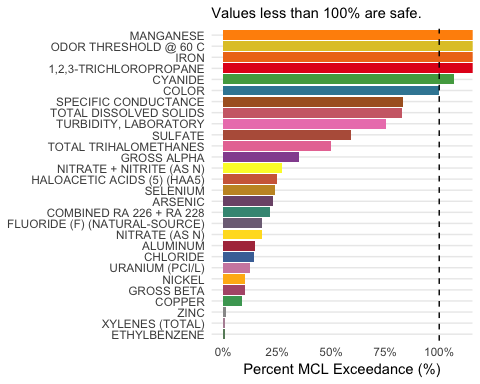 Values less than 100% are safe.
MANGANESE
ODOR THRESHOLD @ 60 C
IRON
1,2,3-TRICHLOROPROPANE
CYANIDE
COLOR
SPECIFIC CONDUCTANCE
TOTAL DISSOLVED SOLIDS
TURBIDITY, LABORATORY
SULFATE
TOTAL TRIHALOMETHANES
GROSS ALPHA
NITRATE + NITRITE (AS N)
HALOACETIC ACIDS (5) (HAA5)
SELENIUM
ARSENIC
COMBINED RA 226 + RA 228
FLUORIDE (F) (NATURAL-SOURCE)
NITRATE (AS N)
ALUMINUM
CHLORIDE
URANIUM (PCI/L)
NICKEL
GROSS BETA
COPPER
ZINC
XYLENES (TOTAL)
ETHYLBENZENE
0% 25% 50% 75% 100%
Percent MCL Exceedance (%)